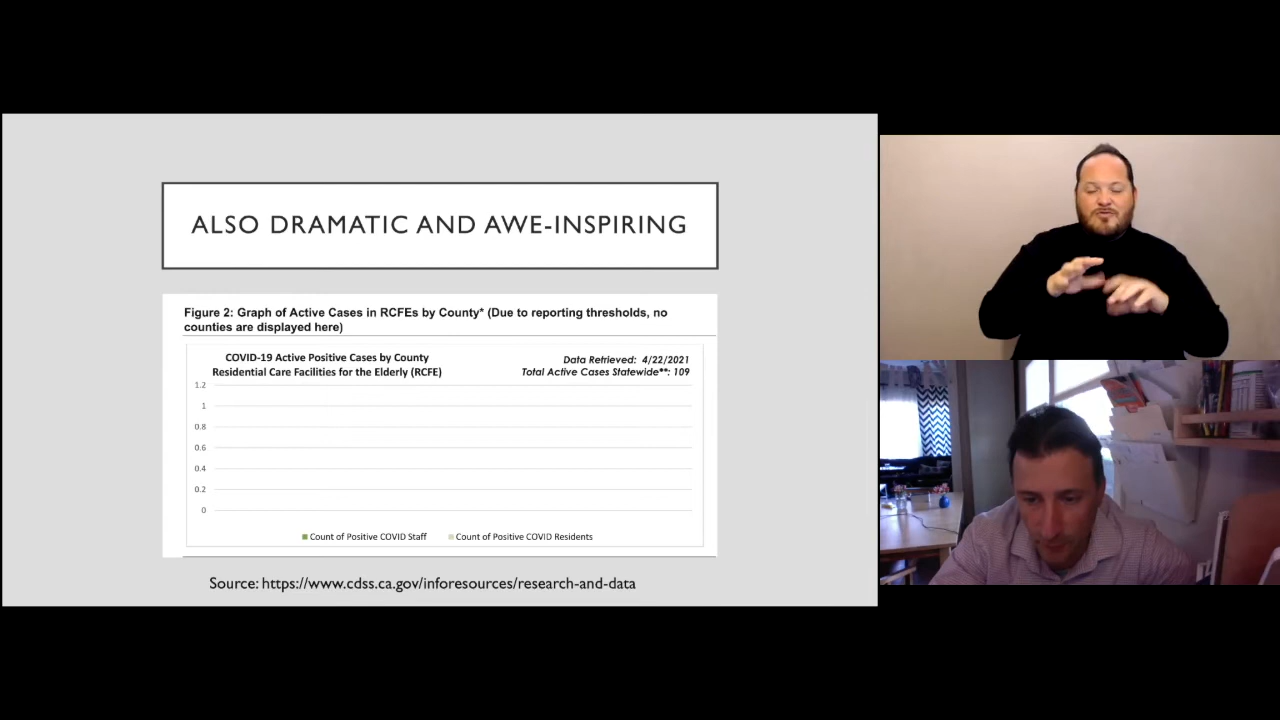 ALSO DRAMATIC AND AWE-INSPIRING
Figure 2: Graph of Active Cases in RCFEs by County* (Due to reporting thresholds, no
counties are displayed here)
COVID-19 Active Positive Cases by County
Residential Care Facilities for the Elderly (RCFE)
Data Retrieved: 4/22/2021
Total Active Cases Statewide**: 109
1.2
1
0.8
0.6
0.4
0.2
0
Count of Positive COVID Staff
Count of Positive COVID Residents
Source: https://www.cdss.ca.gov/inforesources/research-and-data